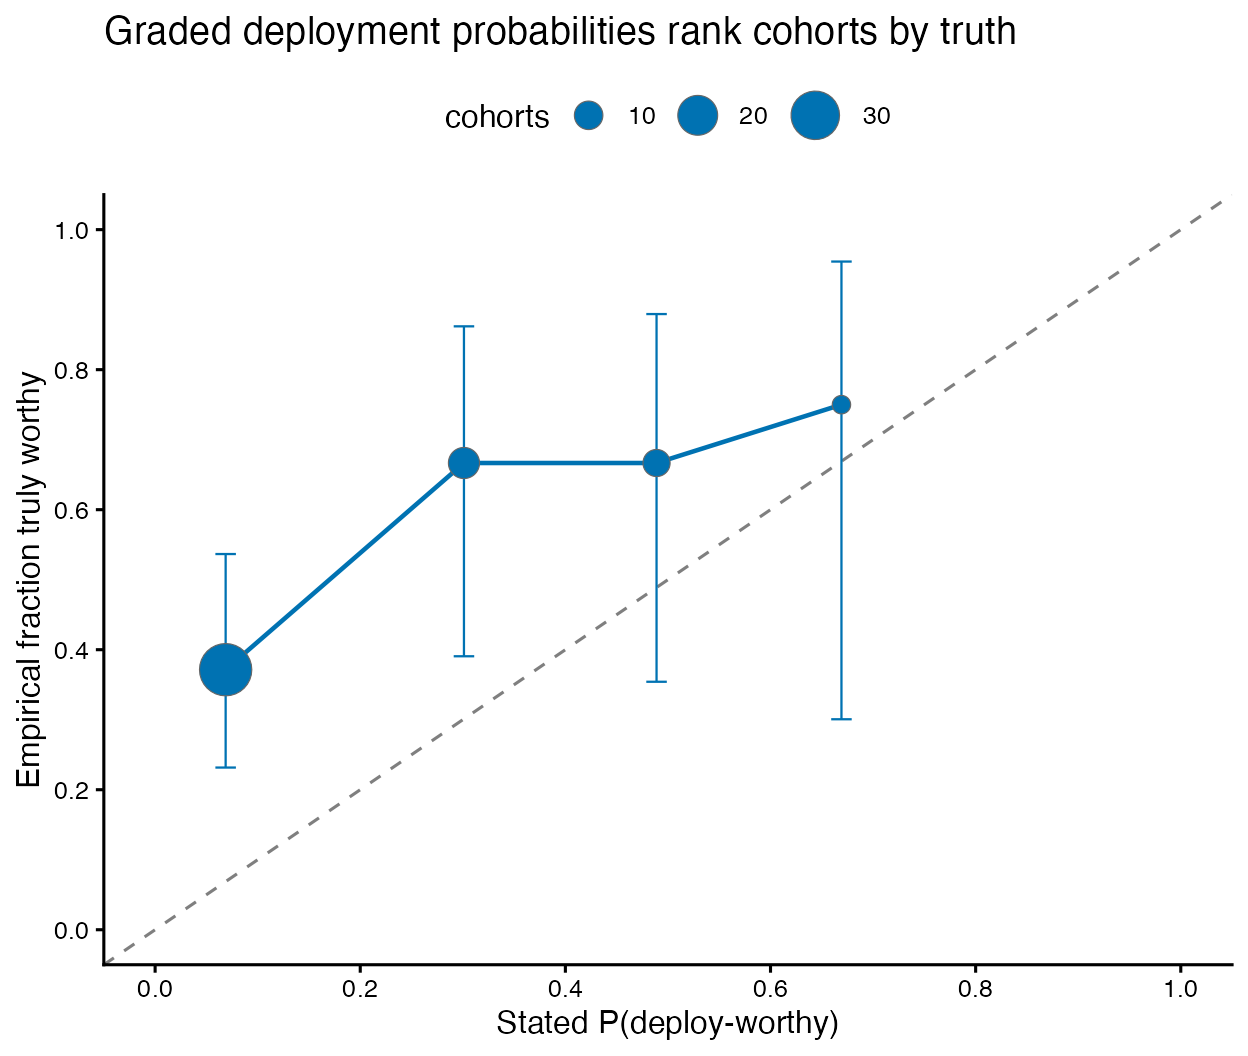 Graded deployment probabilities rank cohorts by truth
cohorts 10 20 30
Empirical fraction truly worthy
1.0
0.8
0.6
0.4
0.2
0.0
0.0 0.2 0.4 0.6 0.8 1.0
Stated P(deploy-worthy)